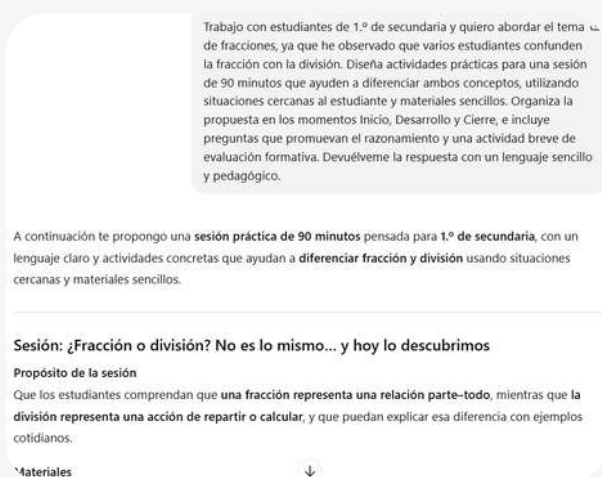 Trabajo con estudiantes de 1.º de secundaria y quiero abordar el tema
de fracciones, ya que he observado que varios estudiantes confunden
la fracción con la división. Diseña actividades prácticas para una sesión
de 90 minutos que ayuden a diferenciar ambos conceptos, utilizando
situaciones cercanas al estudiante y materiales sencillos. Organiza la
propuesta en los momentos Inicio, Desarrollo y Cierre, e incluye
preguntas que promuevan el razonamiento y una actividad breve de
evaluación formativa. Devuélveme la respuesta con un lenguaje sencillo
y pedagógico.
A continuación te propongo una sesión práctica de 90 minutos pensada para 1.º de secundaria, con un
lenguaje claro y actividades concretas que ayudan a diferenciar fracción y división usando situaciones
cercanas y materiales sencillos.
Sesión: ¿Fracción o división? No es lo mismo... y hoy lo descubrimos
Propósito de la sesión
Que los estudiantes comprendan que una fracción representa una relación parte–todo, mientras que la
división representa una acción de repartir o calcular, y que puedan explicar esa diferencia con ejemplos
cotidianos.
Materiales